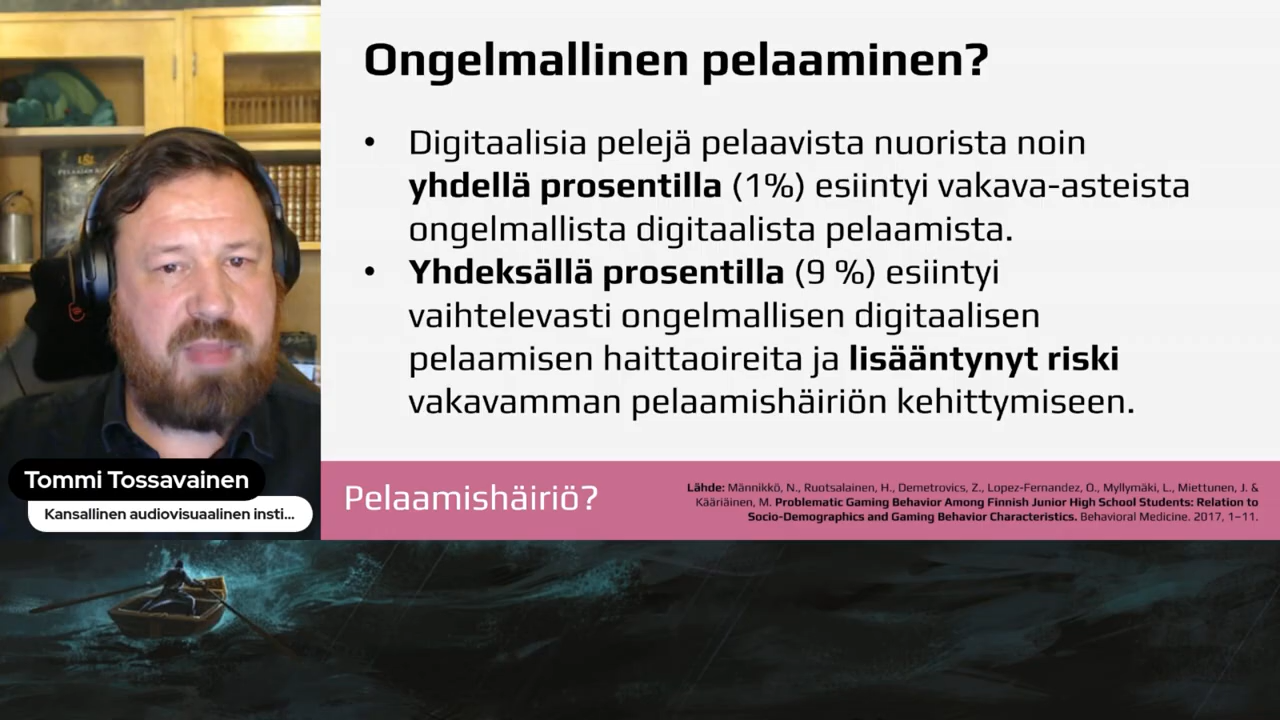 Ongelmallinen pelaaminen?
• Digitaalisia pelejä pelaavista nuorista noin
yhdellä prosentilla (1%) esiintyi vakava-asteista
ongelmallista digitaalista pelaamista.
• Yhdeksällä prosentilla (9 %) esiintyi
vaihtelevasti ongelmallisen digitaalisen
pelaamisen haittaoireita ja lisääntynyt riski
vakavamman pelaamishäiriön kehittymiseen.
Tommi Tossavainen
Kansallinen audiovisuaalinen insti...
Pelaamishäiriö?
Lähde: Männikkö, N., Ruotsalainen, H., Demetrovics, Z., Lopez-Fernandez, O., Myllymäki, L., Miettunen, J. &
Kääriäinen, M. Problematic Gaming Behavior Among Finnish Junior High School Students: Relation to
Socio-Demographics and Gaming Behavior Characteristics. Behavioral Medicine. 2017, 1–11.